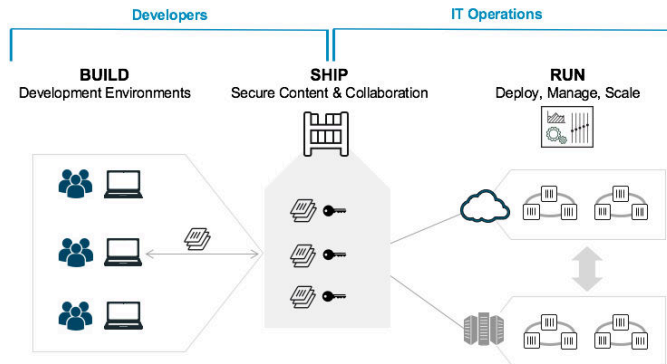 Developers
IT Operations
BUILD
Development Environments
SHIP
Secure Content & Collaboration
RUN
Deploy, Manage, Scale